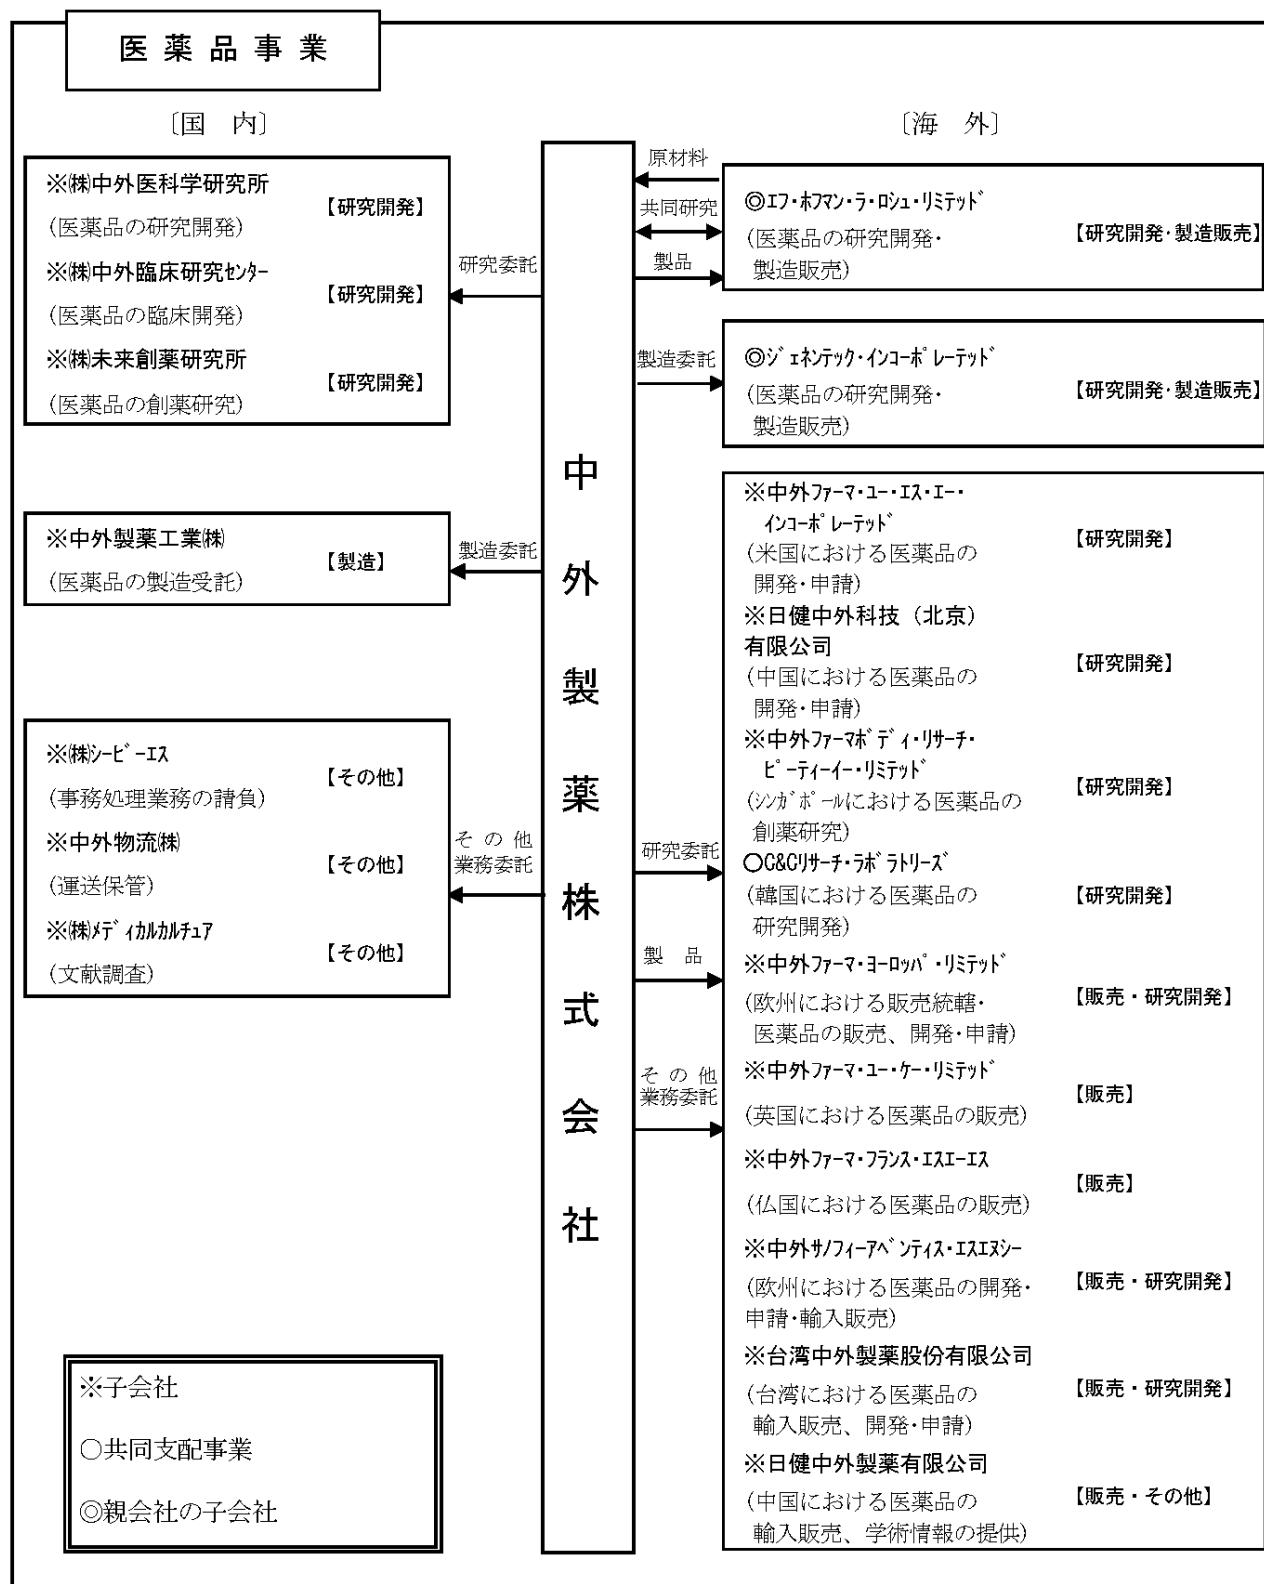 医薬品事業
〔国 内〕
※㈱中外医科学研究所
【研究開発】
(医薬品の研究開発)
※㈱中外臨床研究ｾﾝﾀｰ
【研究開発】
(医薬品の臨床開発)
※㈱未来創薬研究所
【研究開発】
(医薬品の創薬研究)
研究委託
※中外製薬工業㈱
【製造】
(医薬品の製造受託)
製造委託
※㈱ｼｰﾋﾞｰｴｽ
【その他】
(事務処理業務の請負)
※中外物流㈱
【その他】
(運送保管)
※㈱ﾒﾃﾞｨｶﾙｶﾙﾁｭｱ
【その他】
(文献調査)
その他
業務委託
※子会社
○共同支配事業
◎親会社の子会社
中外製薬株式会社
〔海 外〕
原材料
共同研究
製品
◎ｴﾌ･ﾎﾌﾏﾝ･ﾗ･ﾛｼｭ･ﾘﾐﾃｯﾄﾞ
(医薬品の研究開発･
製造販売)
【研究開発･製造販売】
製造委託
◎ｼﾞｪﾈﾝﾃｯｸ･ｲﾝｺｰﾎﾟﾚｰﾃｯﾄﾞ
(医薬品の研究開発･
製造販売)
【研究開発･製造販売】
研究委託
製 品
その他
業務委託
※中外ﾌｧｰﾏ･ﾕｰ･ｴｽ･ｴｰ･
ｲﾝｺｰﾎﾟﾚｰﾃｯﾄﾞ
(米国における医薬品の
開発･申請)
【研究開発】
※日健中外科技（北京）
有限公司
(中国における医薬品の
開発･申請)
【研究開発】
※中外ﾌｧｰﾏﾎﾞﾃﾞｨ･ﾘｻｰﾁ･
ﾋﾟｰﾃｨｰｲｰ･ﾘﾐﾃｯﾄﾞ
(ｼﾝｶﾞﾎﾟｰﾙにおける医薬品の
創薬研究)
【研究開発】
○C&Cﾘｻｰﾁ･ﾗﾎﾞﾗﾄﾘｰｽﾞ
(韓国における医薬品の
研究開発)
【研究開発】
※中外ﾌｧｰﾏ･ﾖｰﾛｯﾊﾟ･ﾘﾐﾃｯﾄﾞ
(欧州における販売統轄･
医薬品の販売、開発･申請)
【販売・研究開発】
※中外ﾌｧｰﾏ･ﾕｰ･ｹｰ･ﾘﾐﾃｯﾄﾞ
(英国における医薬品の販売)
【販売】
※中外ﾌｧｰﾏ･ﾌﾗﾝｽ･ｴｽｴｰｴｽ
(仏国における医薬品の販売)
【販売】
※中外ｻﾉﾌｨｰｱﾍﾞﾝﾃｨｽ･ｴｽｴﾇｼｰ
(欧州における医薬品の開発･
申請･輸入販売)
【販売・研究開発】
※台湾中外製薬股份有限公司
(台湾における医薬品の
輸入販売、開発･申請)
【販売・研究開発】
※日健中外製薬有限公司
(中国における医薬品の
輸入販売、学術情報の提供)
【販売・その他】